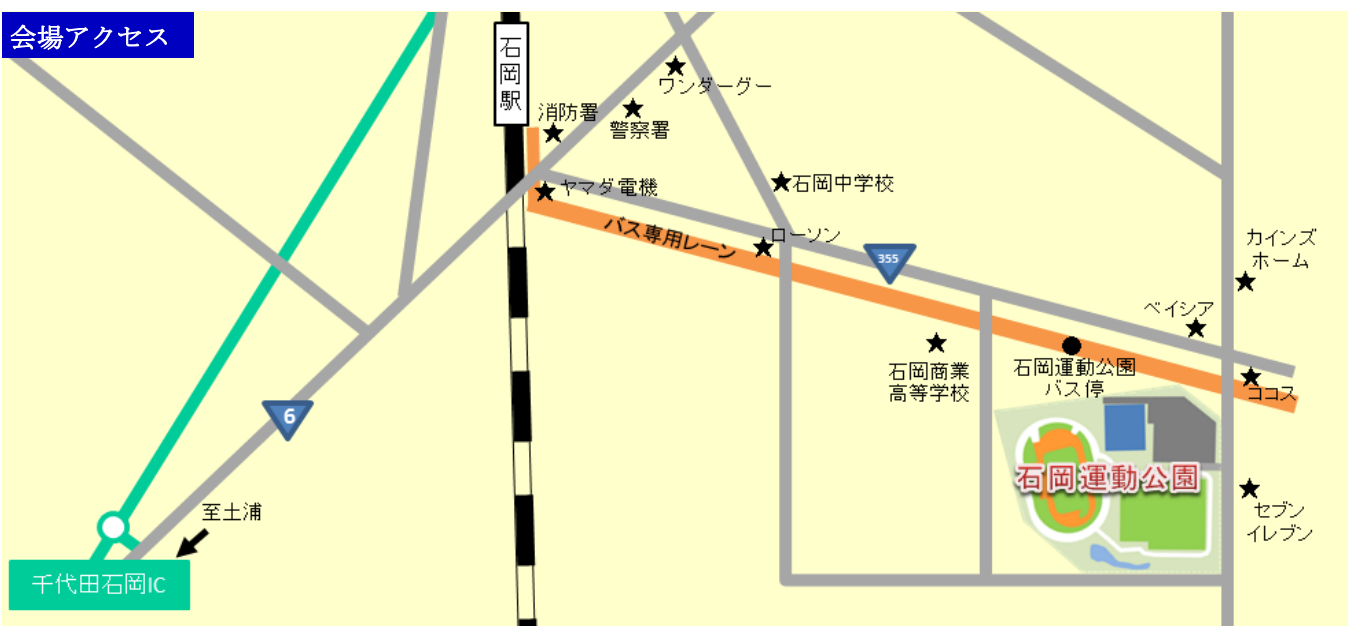 会場アクセス
石岡駅
ワンダーグー
消防署
警察署
ヤマダ電機
石岡中学校
バス専用レーン
ローソン
355
カインズ
ホーム
ベイシア
石岡商業
高等学校
石岡運動公園
バス停
ココス
6
石岡運動公園
至土浦
セブン
イレブン
千代田石岡IC